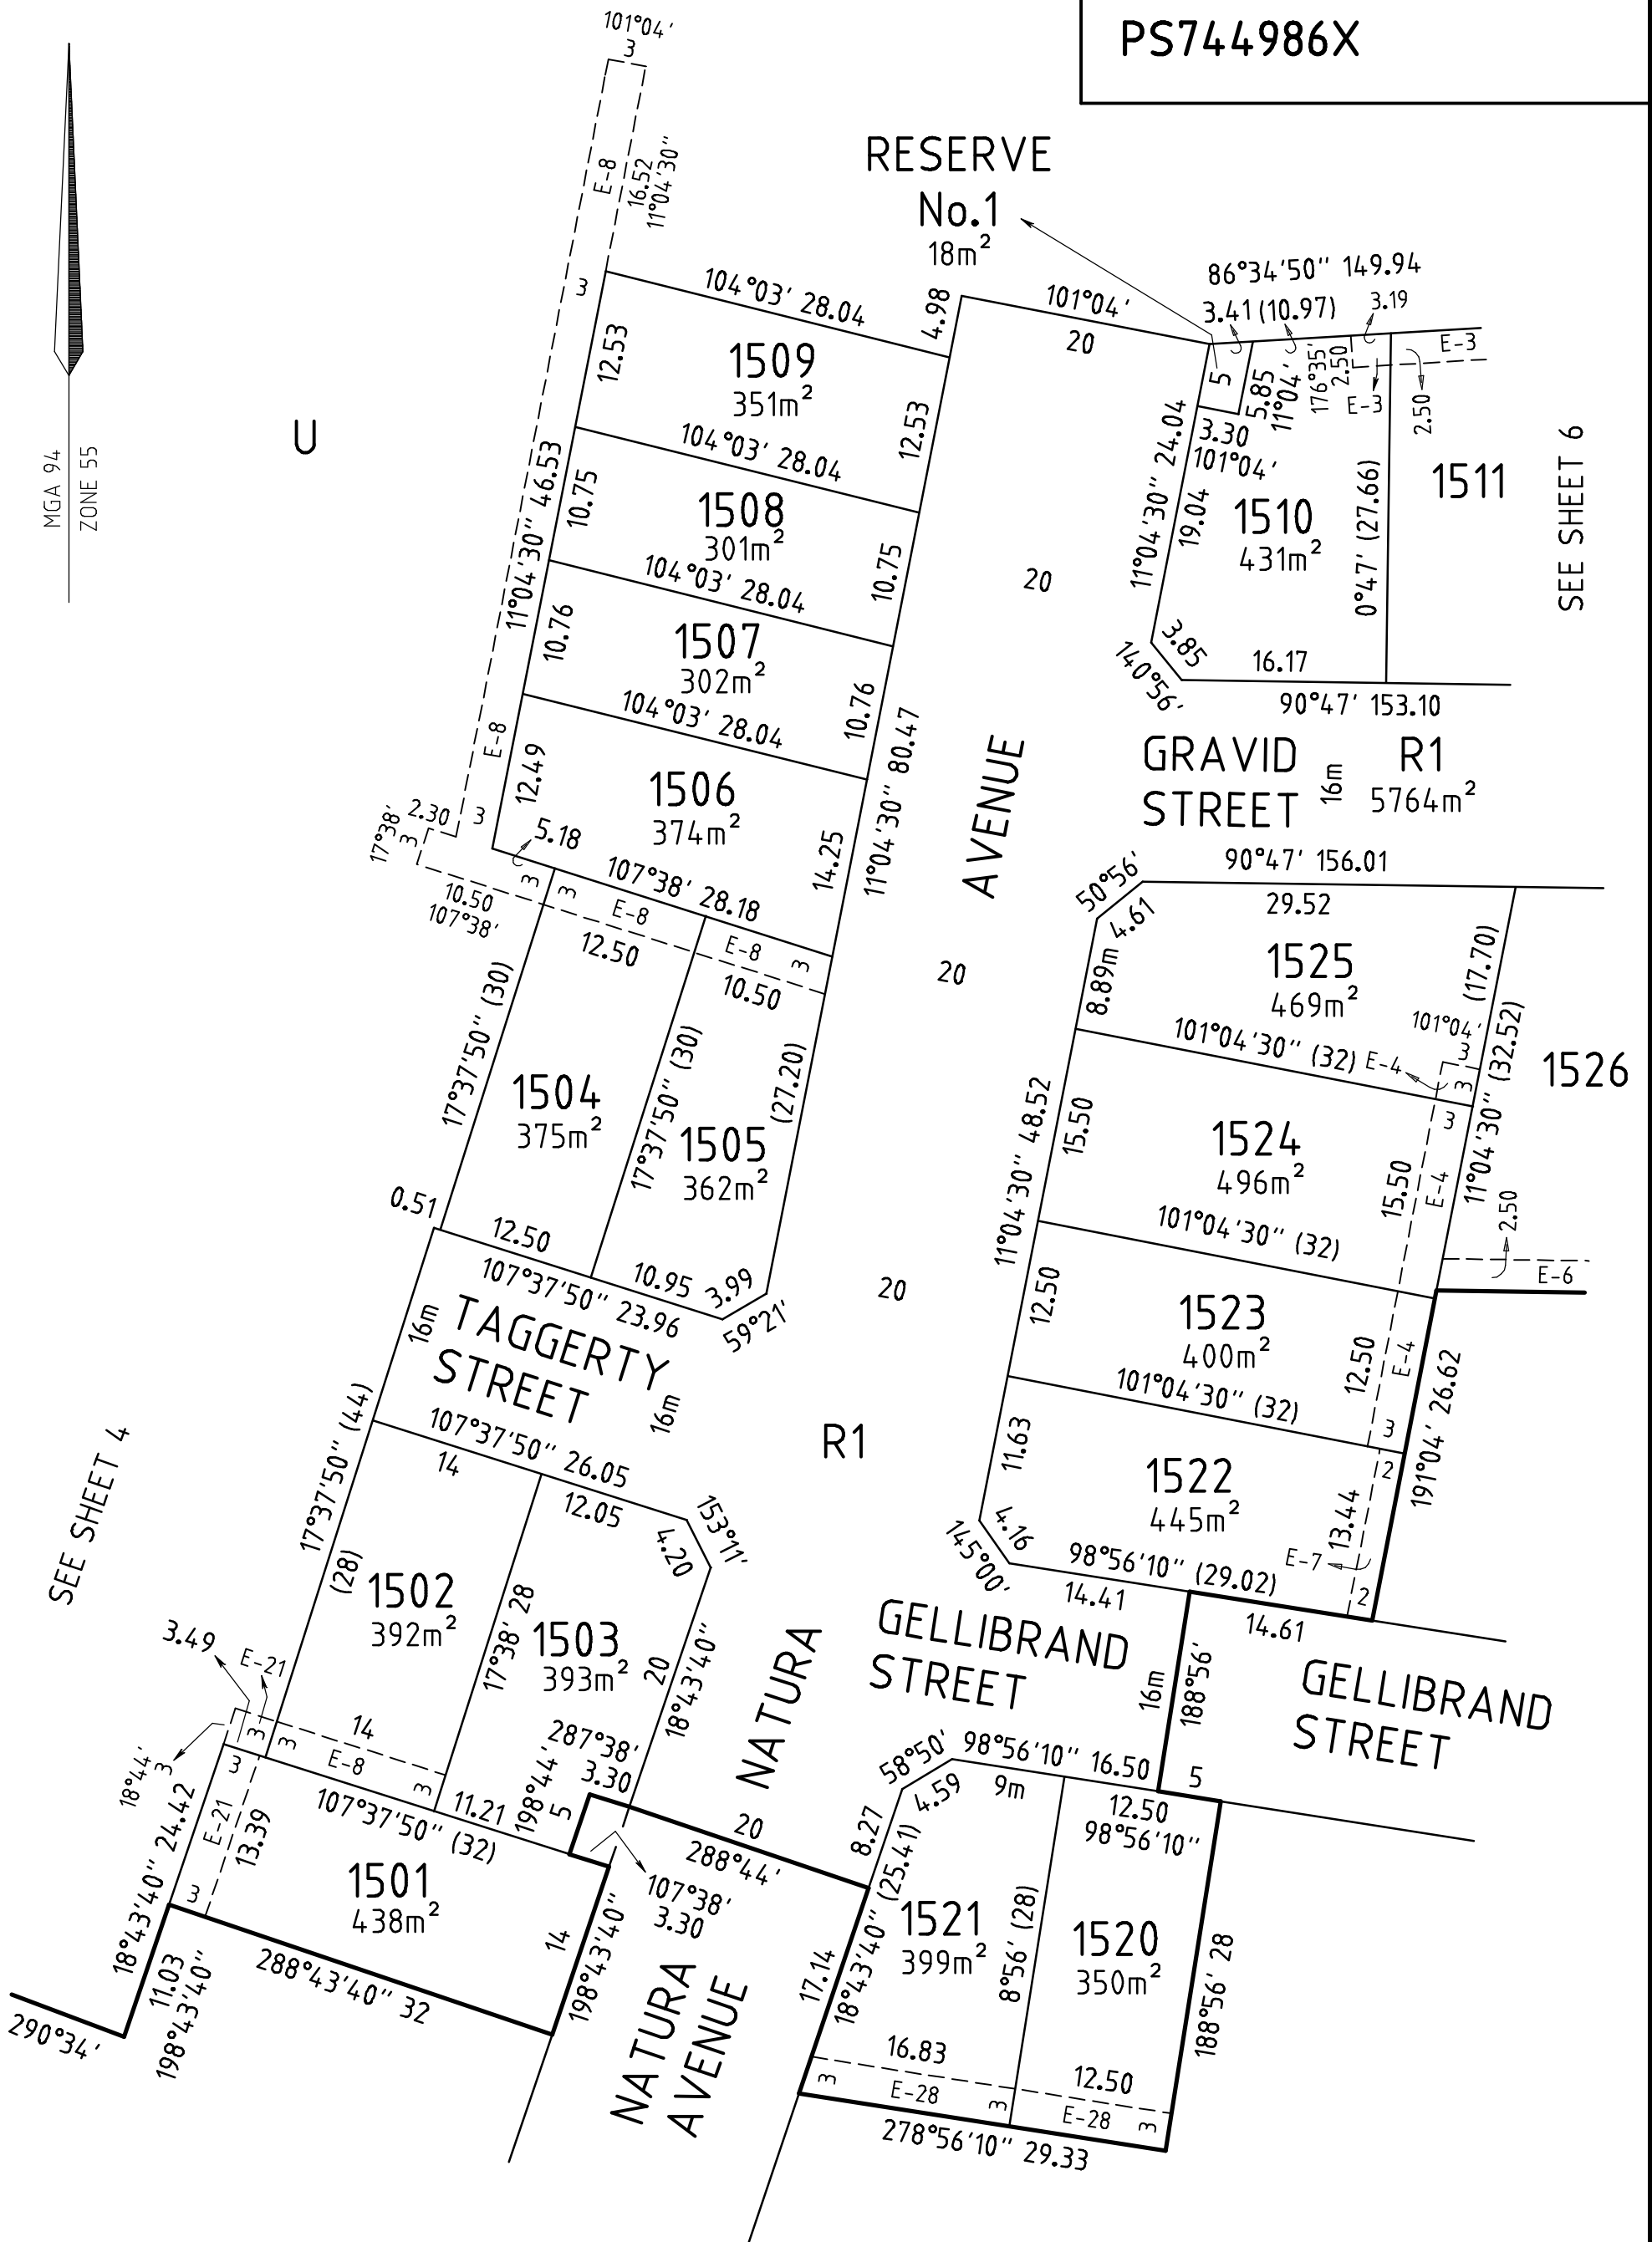 PS744986X
101°04'
3
E-8
16.52
11°04'30"
MGA 94
ZONE 55
U
RESERVE
No.1
18m²
86°34'50" 149.94
3.41 (10.97)
3.19
104°03' 28.04
4.98
101°04'
20
3
12.53
1509
351m²
12.53
5
5.85
11°04'
176°35'
2.50
E-3
E-3
2.50
3.30
101°04'
104°03' 28.04
11°04'30" 46.53
10.75
1508
301m²
10.75
11°04'30" 24.04
19.04
1510
431m²
0°47' (27.66)
1511
SEE SHEET 6
20
104°03' 28.04
10.76
1507
302m²
10.76
3.85
140°56'
16.17
90°47' 153.10
104°03' 28.04
E-8
12.49
1506
374m²
14.25
11°04'30" 80.47
AVENUE
GRAVID
STREET
16m
R1
5764m²
2.30
3
17°38'
3
5.18
107°38' 28.18
10.50
107°38'
3
3
E-8
12.50
E-8
3
10.50
90°47' 156.01
50°56'
4.61
29.52
8.89m
1525
469m²
(17.70)
20
17°37'50" (30)
1504
375m²
17°37'50" (30)
1505
362m²
(27.20)
101°04'30" (32)
E-4
101°04'
3
3
3
11°04'30" (32.52)
1526
11°04'30" 48.52
15.50
1524
496m²
15.50
E-4
2.50
E-6
0.51
12.50
107°37'50" 23.96
10.95
3.99
59°21'
20
101°04'30" (32)
12.50
1523
400m²
12.50
E-4
3
191°04' 26.62
16m
TAGGERTY
STREET
16m
107°37'50" 26.05
14
12.05
153°11'
4.20
R1
101°04'30" (32)
11.63
1522
445m²
2
13.44
E-7
2
4.16
145°00'
98°56'10" (29.02)
14.41
14.61
SEE SHEET 4
17°37'50" (44)
(28)
1502
392m²
17°38' 28
1503
393m²
20
18°43'40"
NATURA
GELLIBRAND
STREET
16m
188°56'
GELLIBRAND
STREET
3.49
E-21
3
3
14
E-8
3
287°38'
3.30
198°44'
5
18°44'
3
3
107°37'50" (32)
11.21
20
288°44'
58°50'
4.59
98°56'10" 16.50
9m
5
12.50
98°56'10"
8.27
18°43'40" 24.42
E-21
13.39
3
1501
438m²
14
107°38'
3.30
198°43'40"
11.03
198°43'40"
290°34'
288°43'40" 32
NATURA
AVENUE
17.14
18°43'40" (25.41)
1521
399m²
8°56' (28)
1520
350m²
188°56' 28
16.83
3
E-28
3
12.50
E-28
3
278°56'10" 29.33